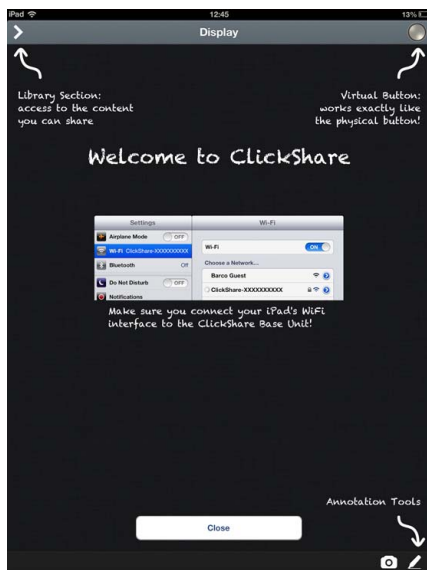 iPad 12:45 13%
Display
Library Section:
access to the content
you can share
Virtual Button:
works exactly like
the physical button!
Welcome to ClickShare
Settings
Airplane Mode OFF
Wi-Fi ClickShare-XXXXXXXXXX
Bluetooth Off
Do Not Disturb OFF
Notifications
Wi-Fi
Wi-Fi ON
Choose a Network...
Barco Guest
ClickShare-XXXXXXXXXX
Make sure you connect your iPad's WiFi
interface to the ClickShare Base Unit!
Annotation Tools
Close